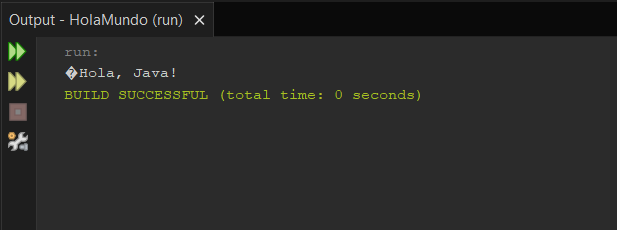 Output - HolaMundo (run) ×
run:
�Hola, Java!
BUILD SUCCESSFUL (total time: 0 seconds)